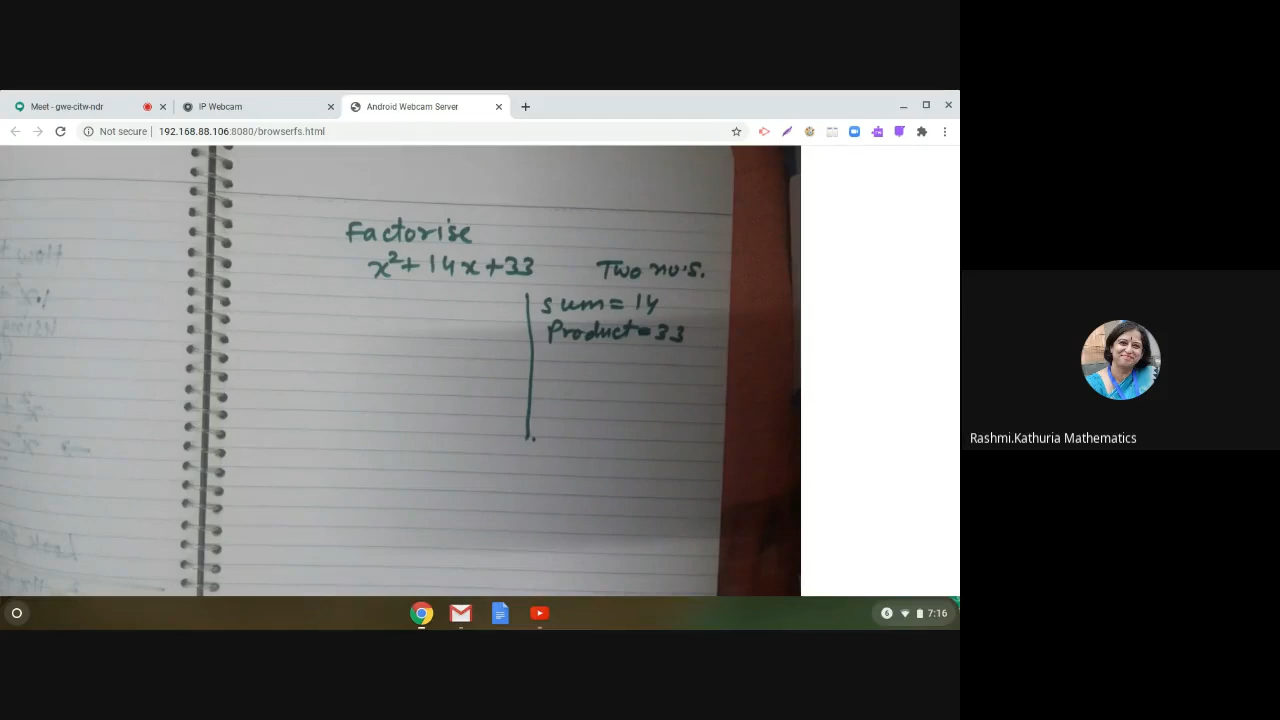 Meet - gwe-citw-ndr
IP Webcam
Android Webcam Server
Not secure
192.168.88.106:8080/browserfs.html
Factorise
x²+14x+33
Two no's.
Sum=14
Product=33
Rashmi.Kathuria Mathematics
6
7:16